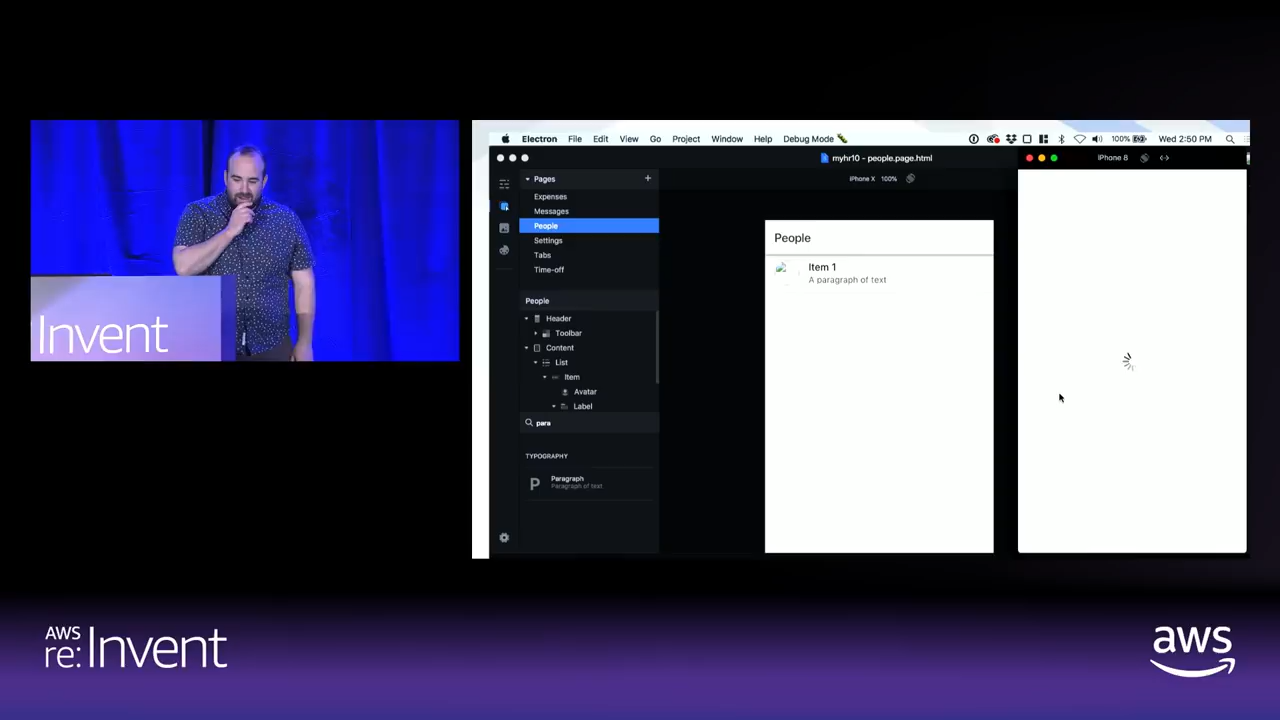 Invent
Electron File Edit View Go Project Window Help Debug Mode 100% Wed 2:50 PM
myhr10 - people.page.html
iPhone 8
Pages
iPhone X 100%
Expenses
Messages
People
Settings
Tabs
Time-off
People
Item 1
A paragraph of text
People
Header
Toolbar
Content
List
Item
Avatar
Label
para
TYPOGRAPHY
P
Paragraph
Paragraph of text
AWS
re:Invent
aws